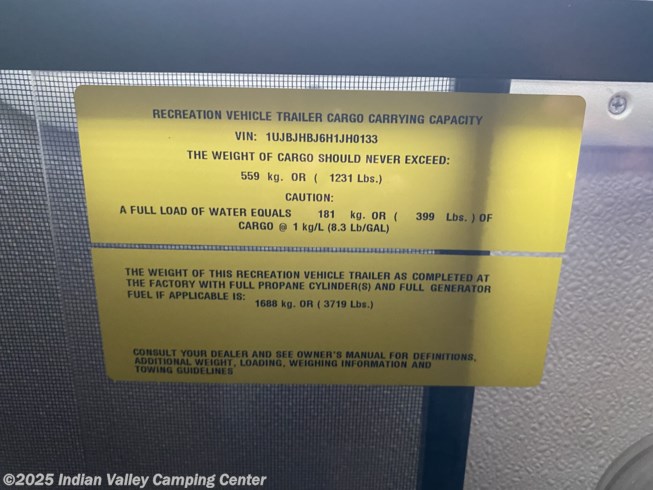 RECREATION VEHICLE TRAILER CARGO CARRYING CAPACITY
VIN: 1UJBJHBJ6H1JH0133
THE WEIGHT OF CARGO SHOULD NEVER EXCEED:
559 kg. OR ( 1231 Lbs.)
CAUTION:
A FULL LOAD OF WATER EQUALS 181 kg. OR ( 399 Lbs. ) OF
CARGO @ 1 kg/L (8.3 Lb/GAL)
THE WEIGHT OF THIS RECREATION VEHICLE TRAILER AS COMPLETED AT
THE FACTORY WITH FULL PROPANE CYLINDER(S) AND FULL GENERATOR
FUEL IF APPLICABLE IS:
1688 kg. OR ( 3719 Lbs.)
CONSULT YOUR DEALER AND SEE OWNER'S MANUAL FOR DEFINITIONS,
ADDITIONAL WEIGHT, LOADING, WEIGHING INFORMATION AND
TOWING GUIDELINES
©2025 Indian Valley Camping Center